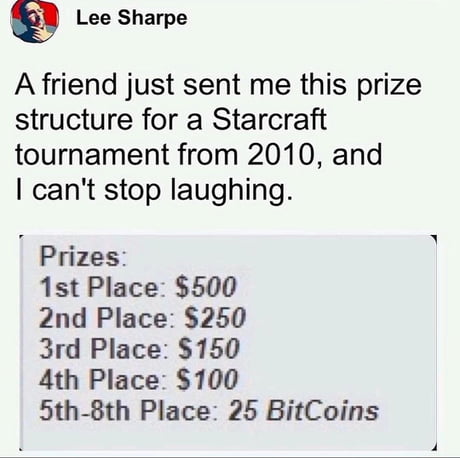 Lee Sharpe
A friend just sent me this prize
structure for a Starcraft
tournament from 2010, and
I can't stop laughing.
Prizes:
1st Place: $500
2nd Place: $250
3rd Place: $150
4th Place: $100
5th-8th Place: 25 BitCoins